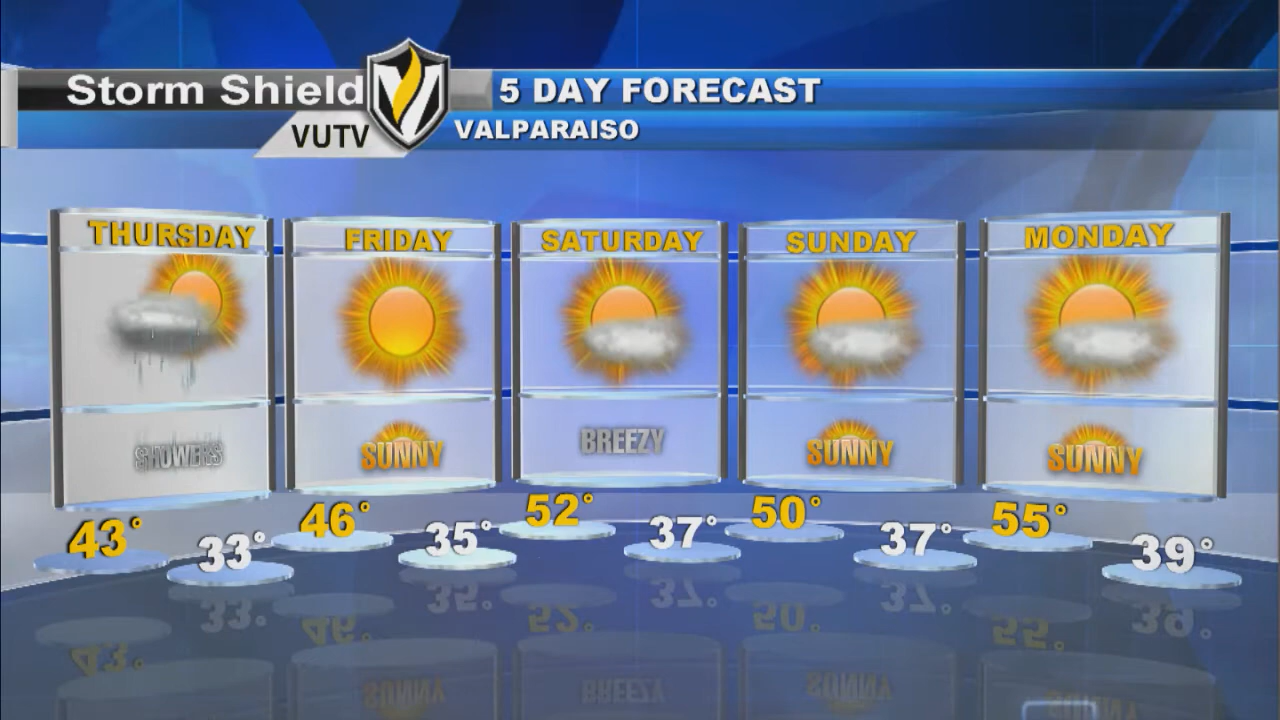 Storm Shield
VUTV
5 DAY FORECAST
VALPARAISO
THURSDAY
SHOWERS
43°
33°
FRIDAY
SUNNY
46°
35°
SATURDAY
BREEZY
52°
37°
SUNDAY
SUNNY
50°
37°
MONDAY
SUNNY
55°
39°